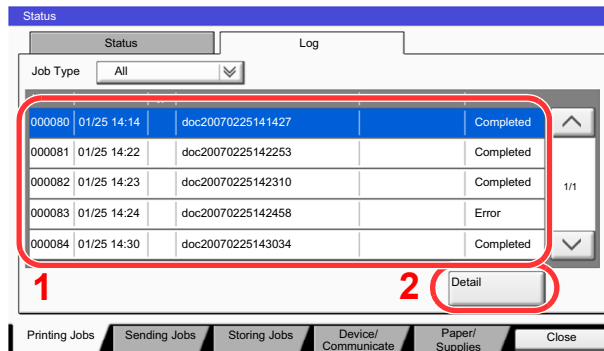 Status
Status Log
Job Type All
000080 01/25 14:14 doc20070225141427 Completed
000081 01/25 14:22 doc20070225142253 Completed
000082 01/25 14:23 doc20070225142310 Completed
1/1
000083 01/25 14:24 doc20070225142458 Error
000084 01/25 14:30 doc20070225143034 Completed
1 2
Detail
Printing Jobs Sending Jobs Storing Jobs Device/
Communicate Paper/
Supplies Close